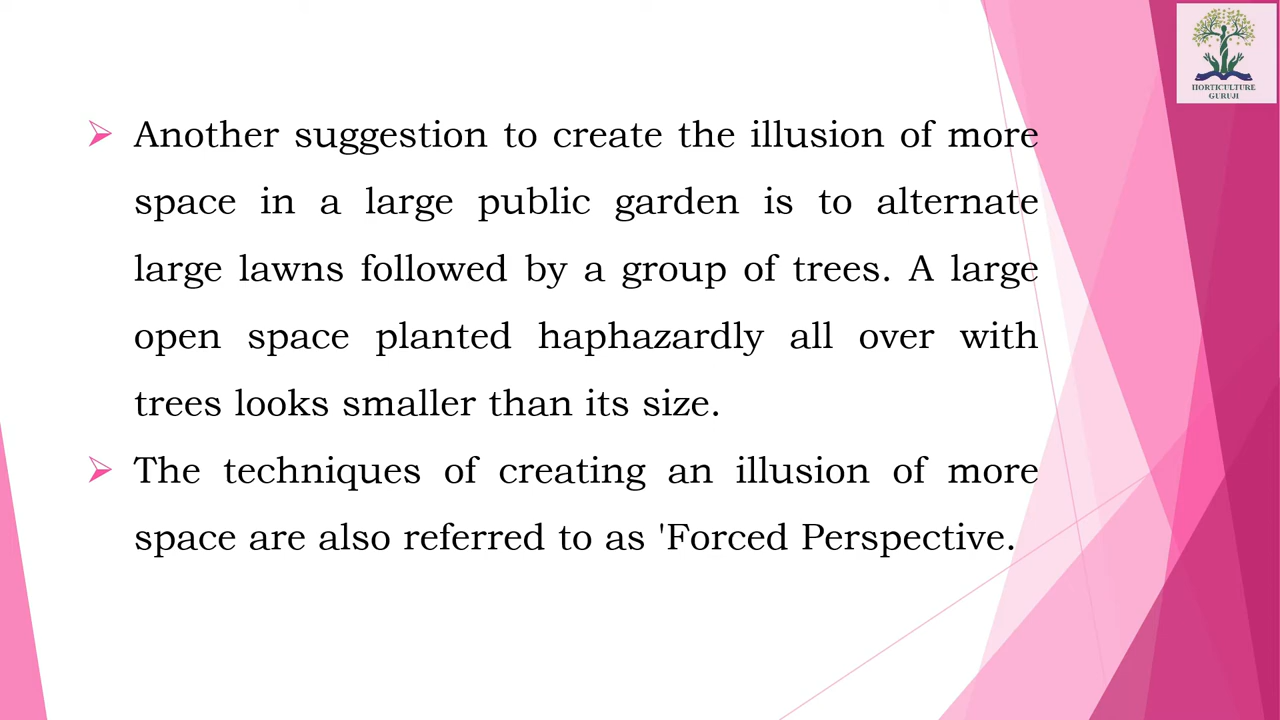 HORTICULTURE
GURUJI
Another suggestion to create the illusion of more
space in a large public garden is to alternate
large lawns followed by a group of trees. A large
open space planted haphazardly all over with
trees looks smaller than its size.
The techniques of creating an illusion of more
space are also referred to as 'Forced Perspective.